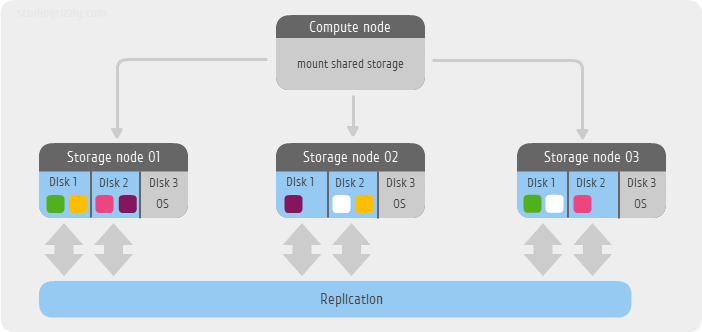 Compute node
mount shared storage
Storage node 01
Disk 1
Disk 2
Disk 3
OS
Storage node 02
Disk 1
Disk 2
Disk 3
OS
Storage node 03
Disk 1
Disk 2
Disk 3
OS
Replication